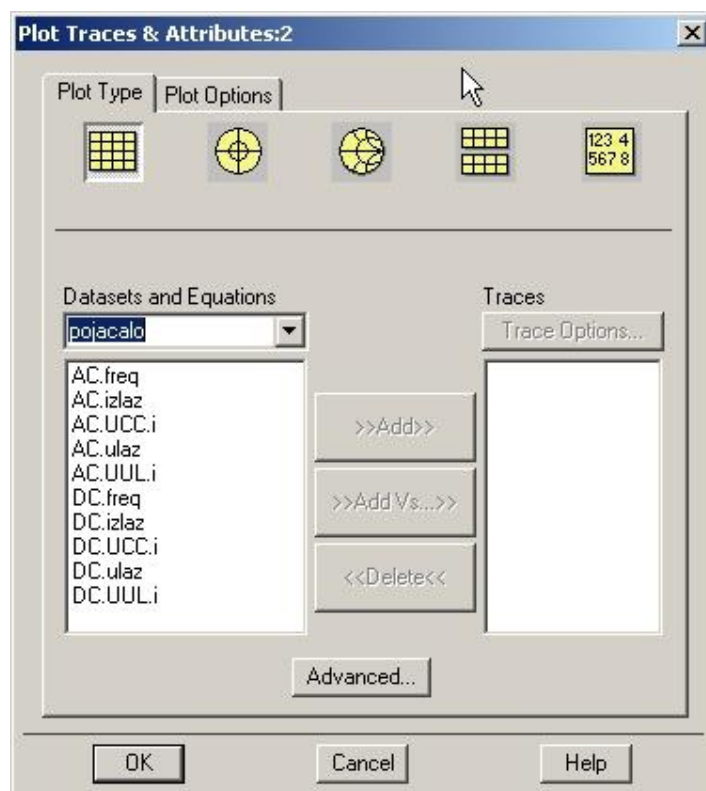 Plot Traces & Attributes:2
Plot Type Plot Options
123 4
567 8
Datasets and Equations
pojacalo
Traces
Trace Options...
AC.freq
AC.izlaz
AC.UCC.i
AC.ulaz
AC.UUL.i
DC.freq
DC.izlaz
DC.UCC.i
DC.ulaz
DC.UUL.i
>>Add>>
>>Add Vs...>>
<<Delete<<
Advanced...
OK Cancel Help